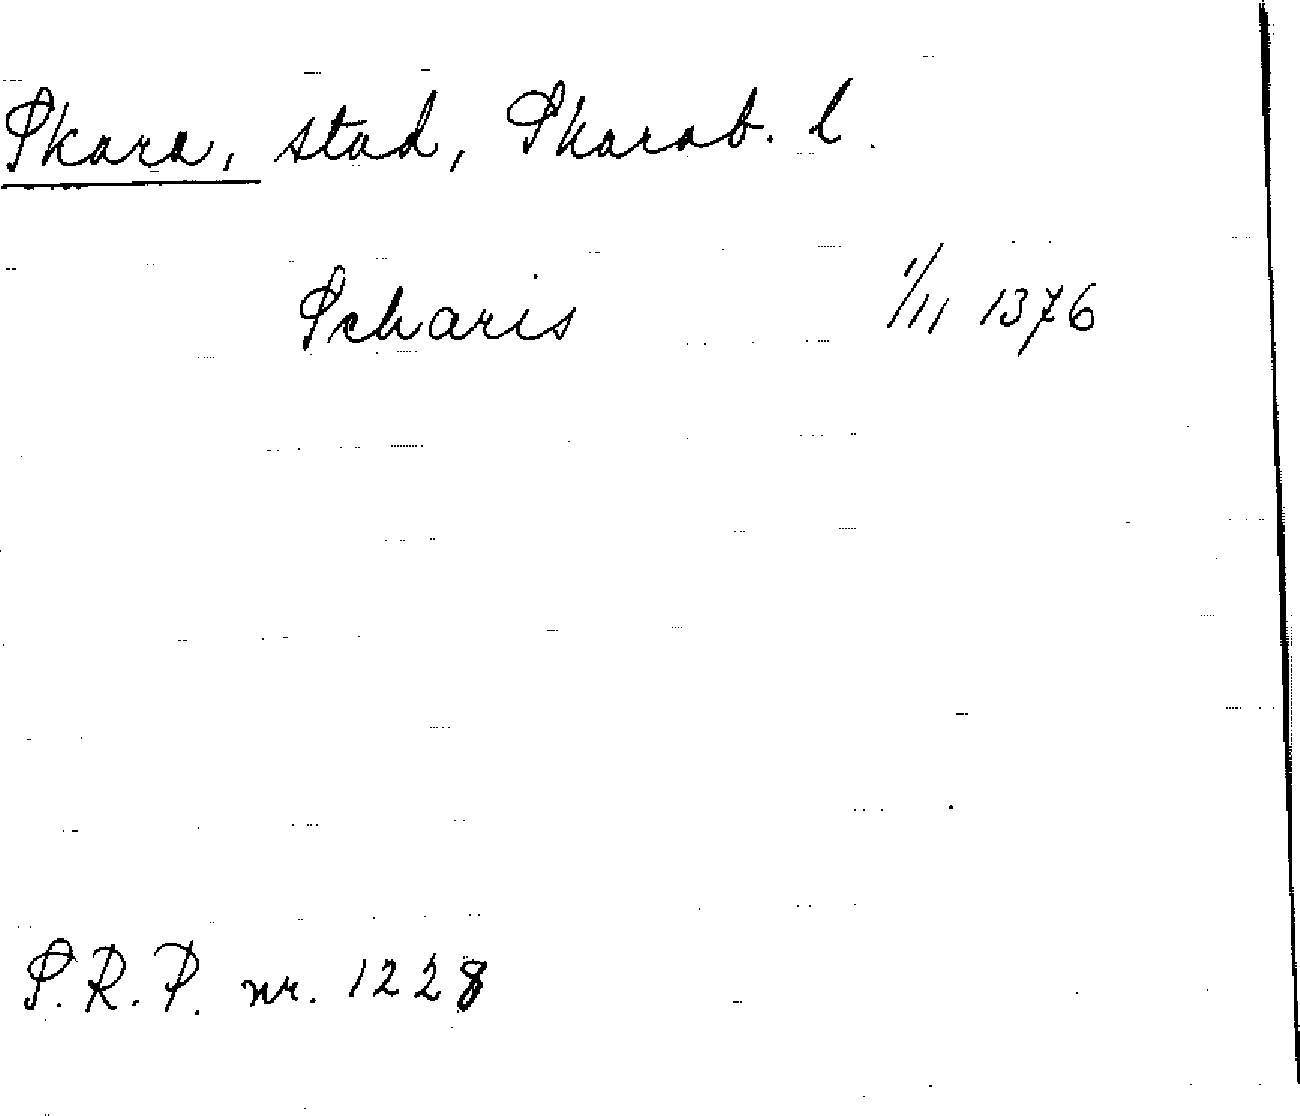 Skara, stad, Skarab. l.
Scharis 1/11 1376
S.R.P. nr. 1228